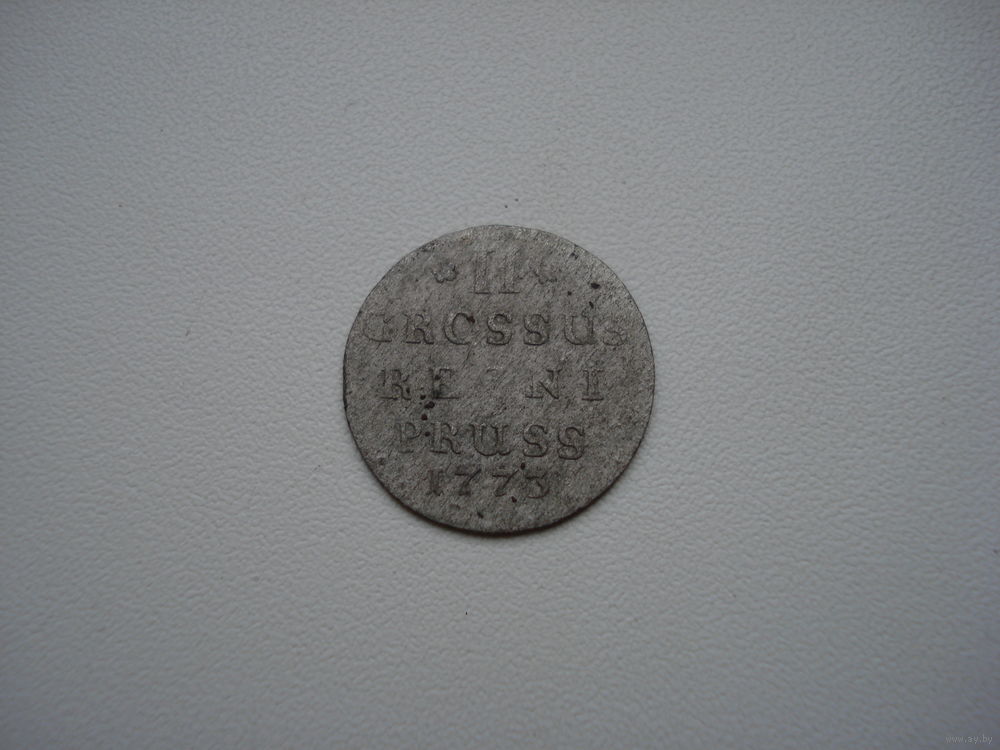 * II *
GROSSUS
REGNI
PRUSS
1773
www.ay.by